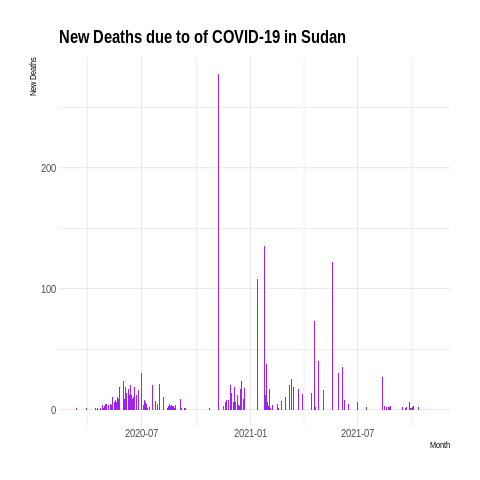 New Deaths due to of COVID-19 in Sudan
New Deaths
200
100
0
2020-07 2021-01 2021-07
Month